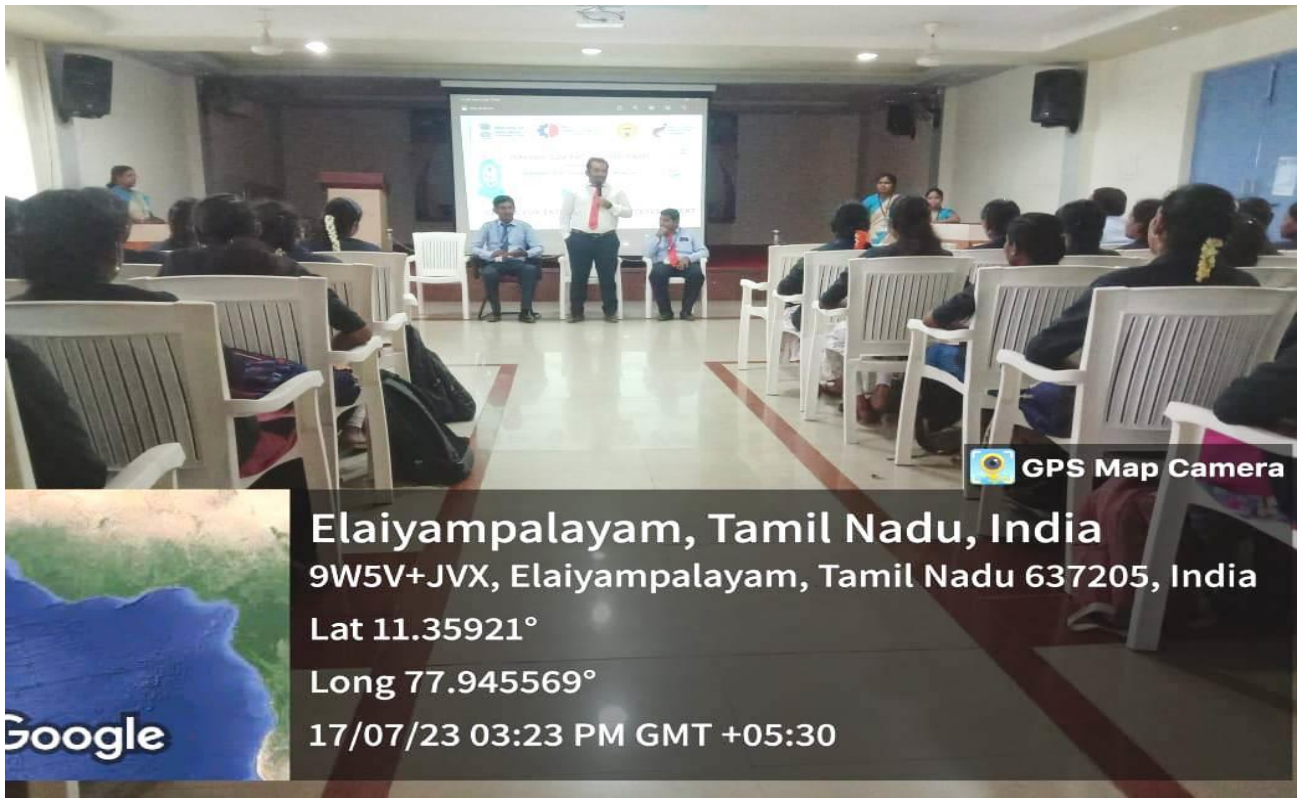 GPS Map Camera
Elaiyampalayam, Tamil Nadu, India
9W5V+JVX, Elaiyampalayam, Tamil Nadu 637205, India
Lat 11.35921°
Long 77.945569°
17/07/23 03:23 PM GMT +05:30
Google